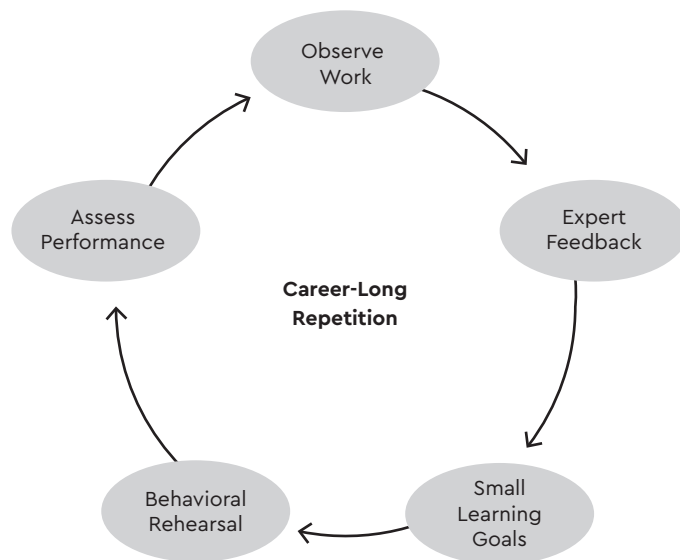 Observe
Work
Expert
Feedback
Small
Learning
Goals
Behavioral
Rehearsal
Assess
Performance
Career-Long
Repetition